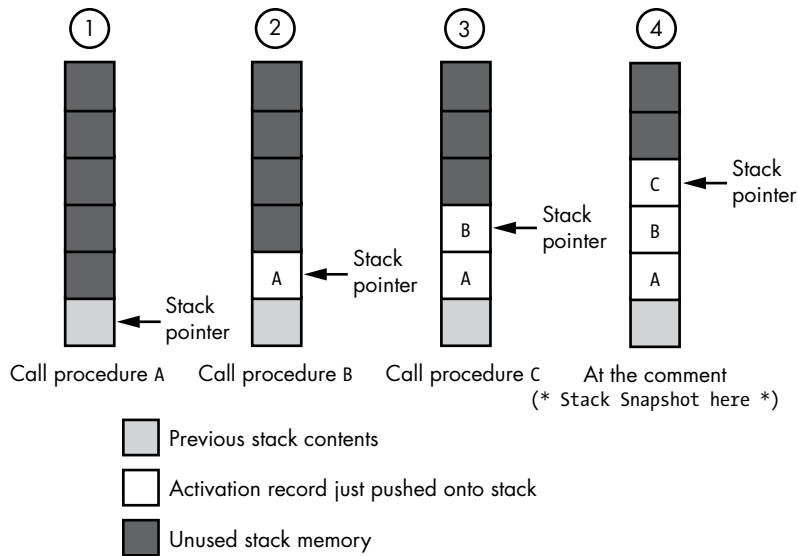 1
2
3
4
C
Stack
pointer
B
Stack
pointer
B
A
Stack
pointer
A
A
Stack
pointer
Call procedure A
Call procedure B
Call procedure C
At the comment
(* Stack Snapshot here *)
Previous stack contents
Activation record just pushed onto stack
Unused stack memory